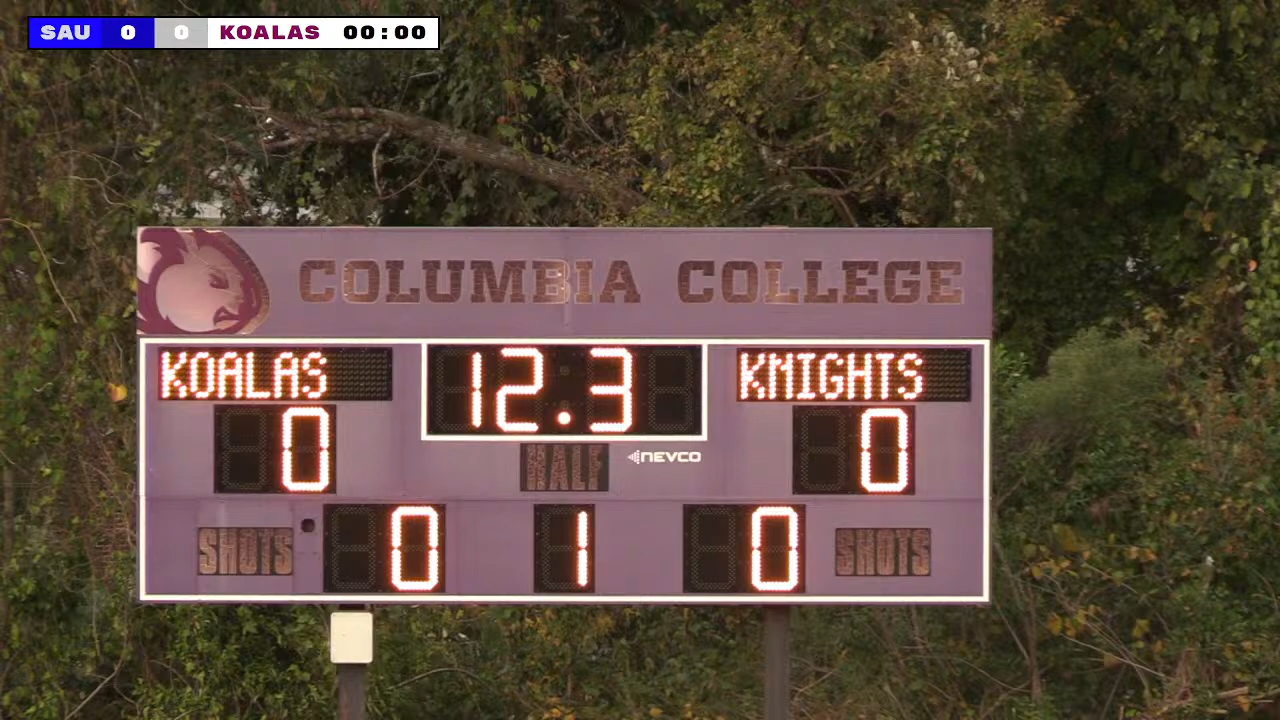 SAU 0 0 KOALAS 00:00
COLUMBIA COLLEGE
KOALAS 12.3 KNIGHTS
0 0
HALF NEVCO
SHOTS 0 1 0 SHOTS